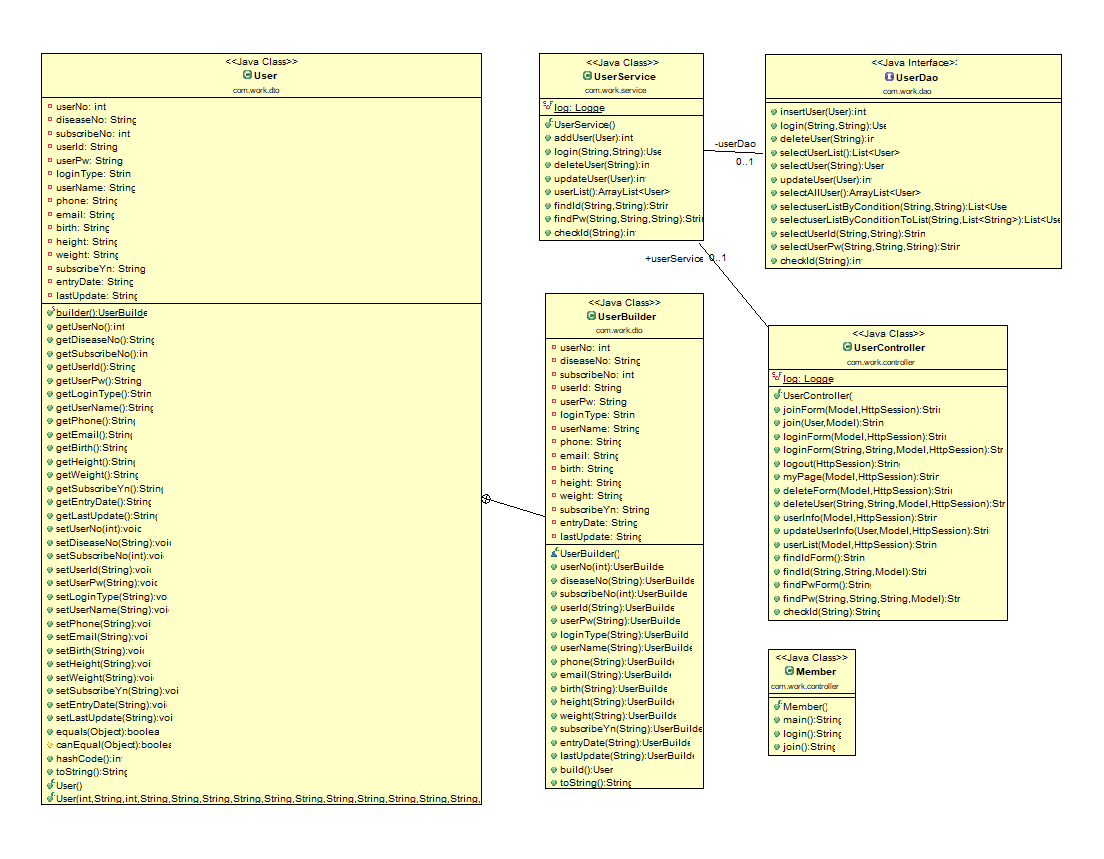 <<Java Class>>
User
com.work.dto
userNo: int
diseaseNo: String
subscribeNo: int
userId: String
userPw: String
loginType: String
userName: String
phone: String
email: String
birth: String
height: String
weight: String
subscribeYn: String
entryDate: String
lastUpdate: String
builder():UserBuilde
getUserNo():int
getDiseaseNo():String
getSubscribeNo():in
getUserId():String
getUserPw():String
getLoginType():Strin
getUserName():String
getPhone():String
getEmail():String
getBirth():String
getHeight():String
getWeight():String
getSubscribeYn():String
getEntryDate():String
getLastUpdate():String
setUserNo(int):void
setDiseaseNo(String):void
setSubscribeNo(int):void
setUserId(String):void
setUserPw(String):void
setLoginType(String):vo
setUserName(String):void
setPhone(String):voi
setEmail(String):voi
setBirth(String):voi
setHeight(String):voi
setWeight(String):voi
setSubscribeYn(String):voi
setEntryDate(String):voi
setLastUpdate(String):voi
equals(Object):boolea
canEqual(Object):boolea
hashCode():in
toString():String
User()
User(int,String,int,String,String,String,String,String,String,String,String,String,String,String,
<<Java Class>>
UserService
com.work.service
log: Logge
UserService()
addUser(User):int
login(String,String):Use
deleteUser(String):in
updateUser(User):in
userList():ArrayList<User>
findId(String,String):Strin
findPw(String,String,String):Strin
checkId(String):in
-userDao
0..1
<<Java Interface>>
UserDao
com.work.dao
insertUser(User):int
login(String,String):Use
deleteUser(String):in
selectUserList():List<User>
selectUser(String):User
updateUser(User):in
selectAllUser():ArrayList<User>
selectuserListByCondition(String,String):List<Use
selectuserListByConditionToList(String,List<String>):List<Use
selectUserId(String,String):Strin
selectUserPw(String,String,String):Strin
checkId(String):in
+userService 0..1
<<Java Class>>
UserBuilder
com.work.dto
userNo: int
diseaseNo: String
subscribeNo: int
userId: String
userPw: String
loginType: Strin
userName: String
phone: String
email: String
birth: String
height: String
weight: String
subscribeYn: String
entryDate: String
lastUpdate: String
UserBuilder()
userNo(int):UserBuilde
diseaseNo(String):UserBuilde
subscribeNo(int):UserBuilde
userId(String):UserBuilde
userPw(String):UserBuilde
loginType(String):UserBuild
userName(String):UserBuilde
phone(String):UserBuilde
email(String):UserBuilde
birth(String):UserBuilde
height(String):UserBuilde
weight(String):UserBuilde
subscribeYn(String):UserBuilde
entryDate(String):UserBuilde
lastUpdate(String):UserBuilde
build():User
toString():String
<<Java Class>>
UserController
com.work.controller
log: Logge
UserController(
joinForm(Model,HttpSession):Strin
join(User,Model):Strin
loginForm(Model,HttpSession):Strin
loginForm(String,String,Model,HttpSession):Str
logout(HttpSession):String
myPage(Model,HttpSession):Strin
deleteForm(Model,HttpSession):Strin
deleteUser(String,String,Model,HttpSession):Str
userInfo(Model,HttpSession):Strin
updateUserInfo(User,Model,HttpSession):Strin
userList(Model,HttpSession):Strin
findIdForm():Strin
findId(String,String,Model):Stri
findPwForm():String
findPw(String,String,String,Model):Str
checkId(String):String
<<Java Class>>
Member
com.work.controller
Member()
main():String
login():String
join():String